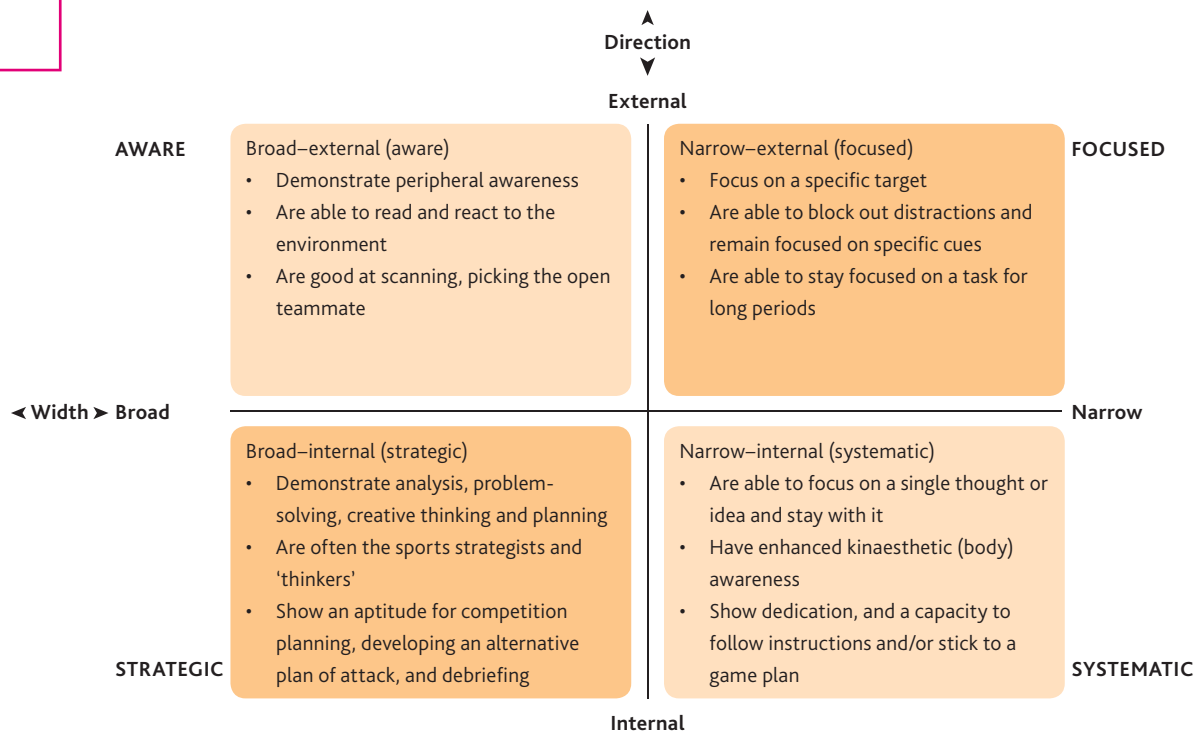 Direction
External
AWARE
Broad–external (aware)
• Demonstrate peripheral awareness
• Are able to read and react to the
environment
• Are good at scanning, picking the open
teammate
Narrow–external (focused)
• Focus on a specific target
• Are able to block out distractions and
remain focused on specific cues
• Are able to stay focused on a task for
long periods
FOCUSED
Width Broad
Narrow
Broad–internal (strategic)
• Demonstrate analysis, problem-
solving, creative thinking and planning
• Are often the sports strategists and
‘thinkers’
• Show an aptitude for competition
planning, developing an alternative
plan of attack, and debriefing
STRATEGIC
Narrow–internal (systematic)
• Are able to focus on a single thought or
idea and stay with it
• Have enhanced kinaesthetic (body)
awareness
• Show dedication, and a capacity to
follow instructions and/or stick to a
game plan
SYSTEMATIC
Internal